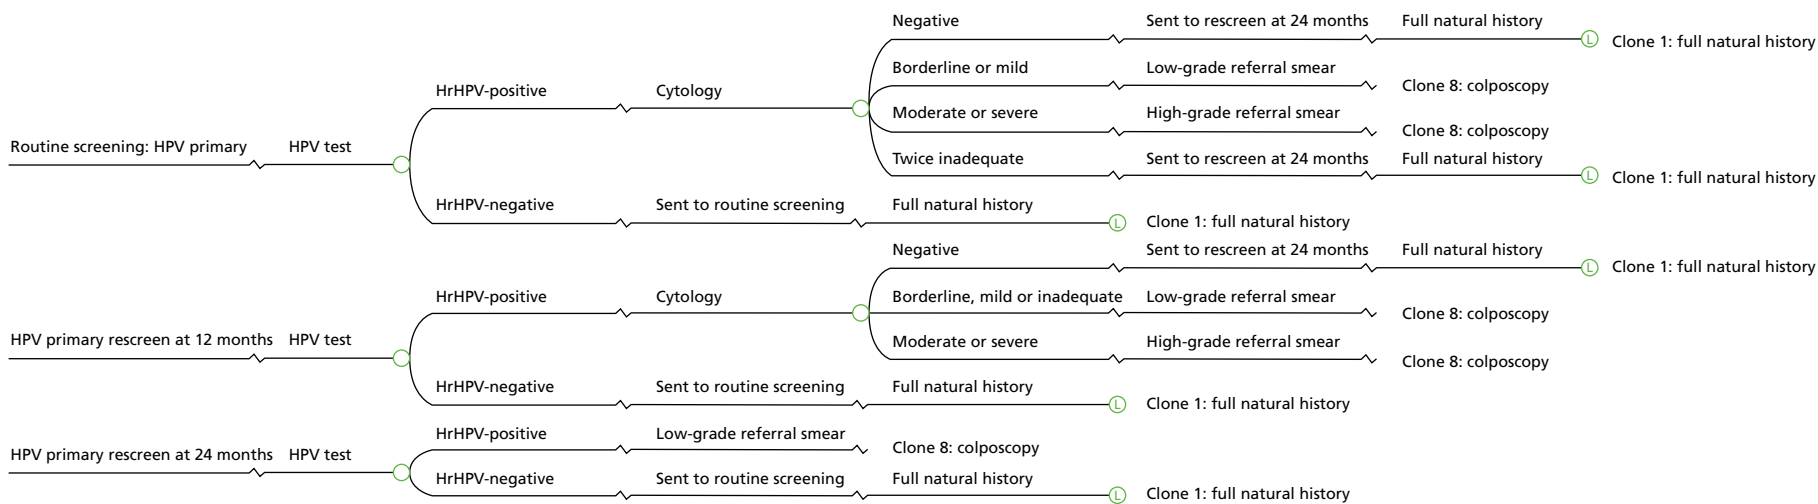 Negative
Sent to rescreen at 24 months
Full natural history
L
Clone 1: full natural history
HrHPV-positive
Cytology
Borderline or mild
Low-grade referral smear
Clone 8: colposcopy
Moderate or severe
High-grade referral smear
Clone 8: colposcopy
Routine screening: HPV primary
HPV test
Twice inadequate
Sent to rescreen at 24 months
Full natural history
L
Clone 1: full natural history
HrHPV-negative
Sent to routine screening
Full natural history
L
Clone 1: full natural history
Negative
Sent to rescreen at 24 months
Full natural history
L
Clone 1: full natural history
HrHPV-positive
Cytology
Borderline, mild or inadequate
Low-grade referral smear
Clone 8: colposcopy
HPV primary rescreen at 12 months
HPV test
Moderate or severe
High-grade referral smear
Clone 8: colposcopy
HrHPV-negative
Sent to routine screening
Full natural history
L
Clone 1: full natural history
HPV primary rescreen at 24 months
HPV test
HrHPV-positive
Low-grade referral smear
Clone 8: colposcopy
HrHPV-negative
Sent to routine screening
Full natural history
L
Clone 1: full natural history